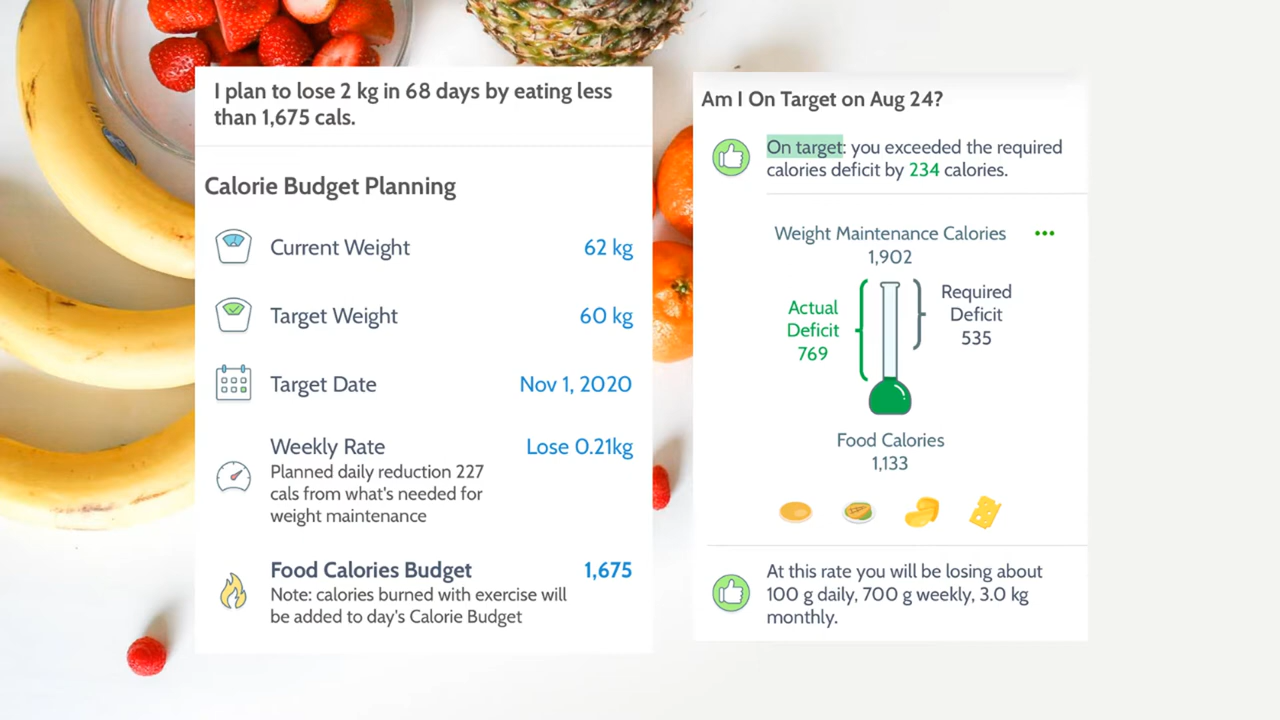 I plan to lose 2 kg in 68 days by eating less
than 1,675 cals.
Calorie Budget Planning
Current Weight 62 kg
Target Weight 60 kg
Target Date Nov 1, 2020
Weekly Rate Lose 0.21kg
Planned daily reduction 227
cals from what's needed for
weight maintenance
Food Calories Budget 1,675
Note: calories burned with exercise will
be added to day's Calorie Budget
Am I On Target on Aug 24?
On target: you exceeded the required
calories deficit by 234 calories.
Weight Maintenance Calories
1,902
Actual
Deficit
769
Required
Deficit
535
Food Calories
1,133
At this rate you will be losing about
100 g daily, 700 g weekly, 3.0 kg
monthly.